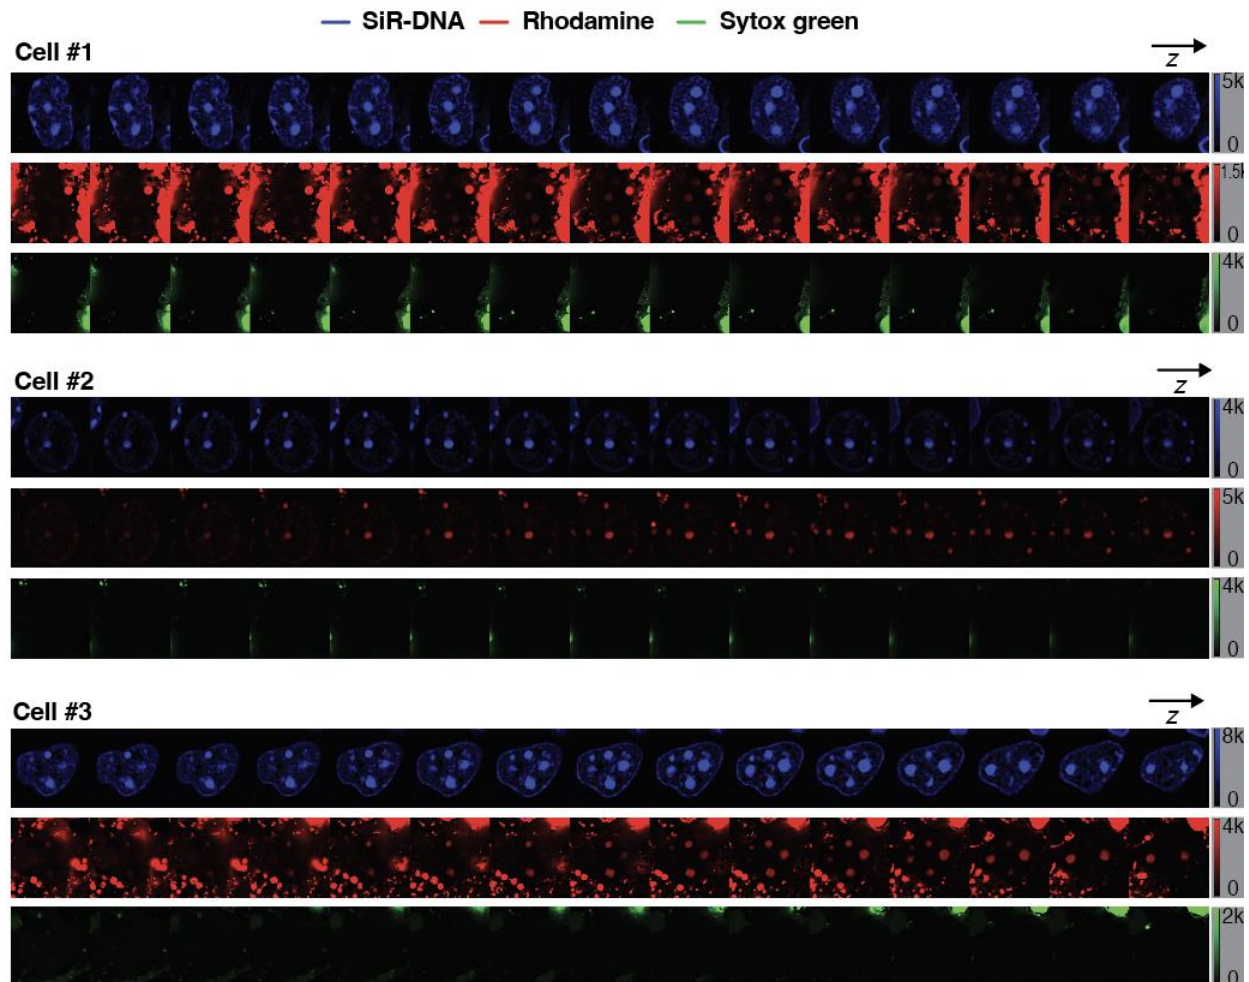 SiR-DNA Rhodamine Sytox green
Cell #1
z
5k
0
1.5k
0
4k
0
Cell #2
z
4k
0
5k
0
4k
0
Cell #3
z
8k
0
4k
0
2k
0